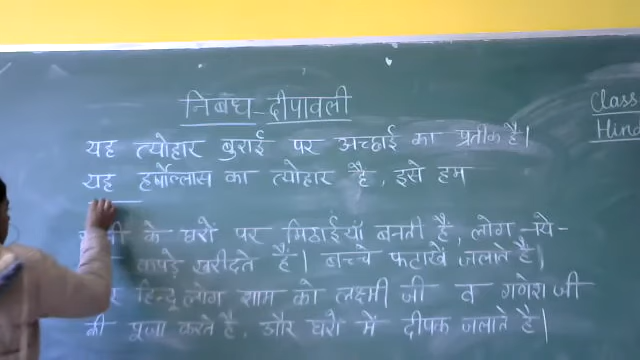 निबंध - दीपावली
Class
Hind
यह त्योहार बुराई पर अच्छाई का प्रतीक है।
यह हर्षोल्लास का त्योहार है, इसे हम
के घरों पर मिठाईयाँ बनती हैं, लोग नये-
कपड़े खरीदते हैं। बच्चे फटाखें जलाते हैं।
हिन्दू लोग शाम को लक्ष्मी जी व गणेश जी
की पूजा करते है, और घरों में दीपक जलाते है।